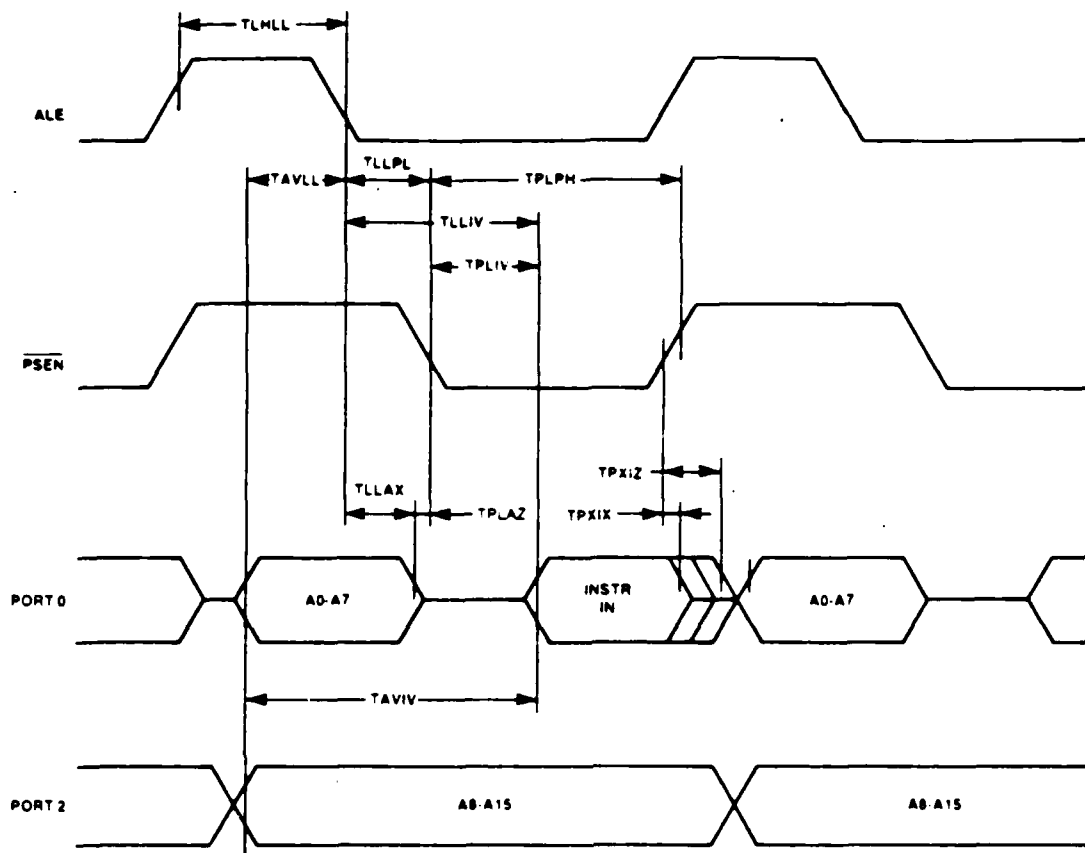 TLHLL
ALE
TAVLL
TLLPL
TPLPH
TLLIV
TPLIV
PSEN
TPXIZ
TLLAX
TPLAZ
TPXIX
PORT 0
A0-A7
INSTR
IN
A0-A7
TAVIV
PORT 2
A8-A15
A8-A15